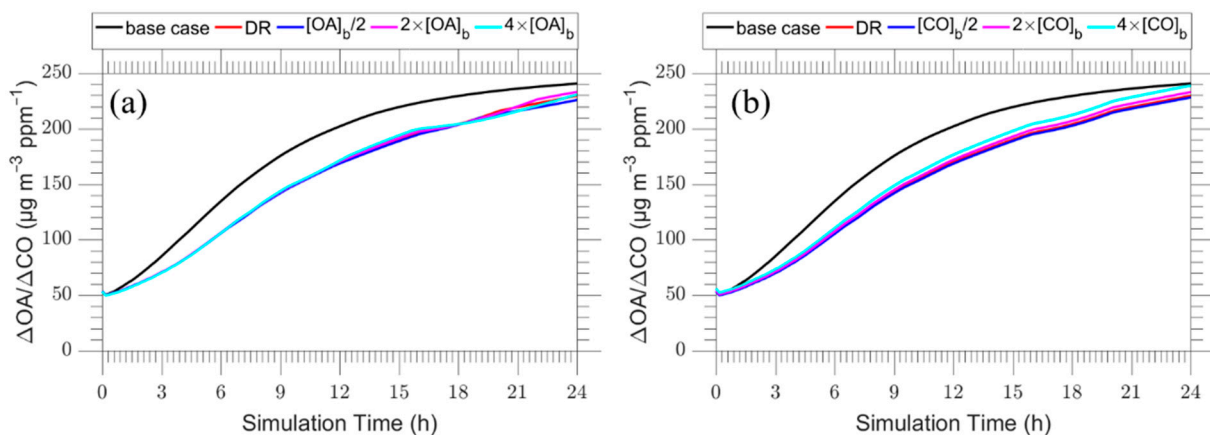 base case DR [OA]b/2 2×[OA]b 4×[OA]b
(a)
ΔOA/ΔCO (μg m−3 ppm−1)
250
200
150
100
50
0
0 3 6 9 12 15 18 21 24
Simulation Time (h)
base case DR [CO]b/2 2×[CO]b 4×[CO]b
(b)
ΔOA/ΔCO (μg m−3 ppm−1)
250
200
150
100
50
0
0 3 6 9 12 15 18 21 24
Simulation Time (h)